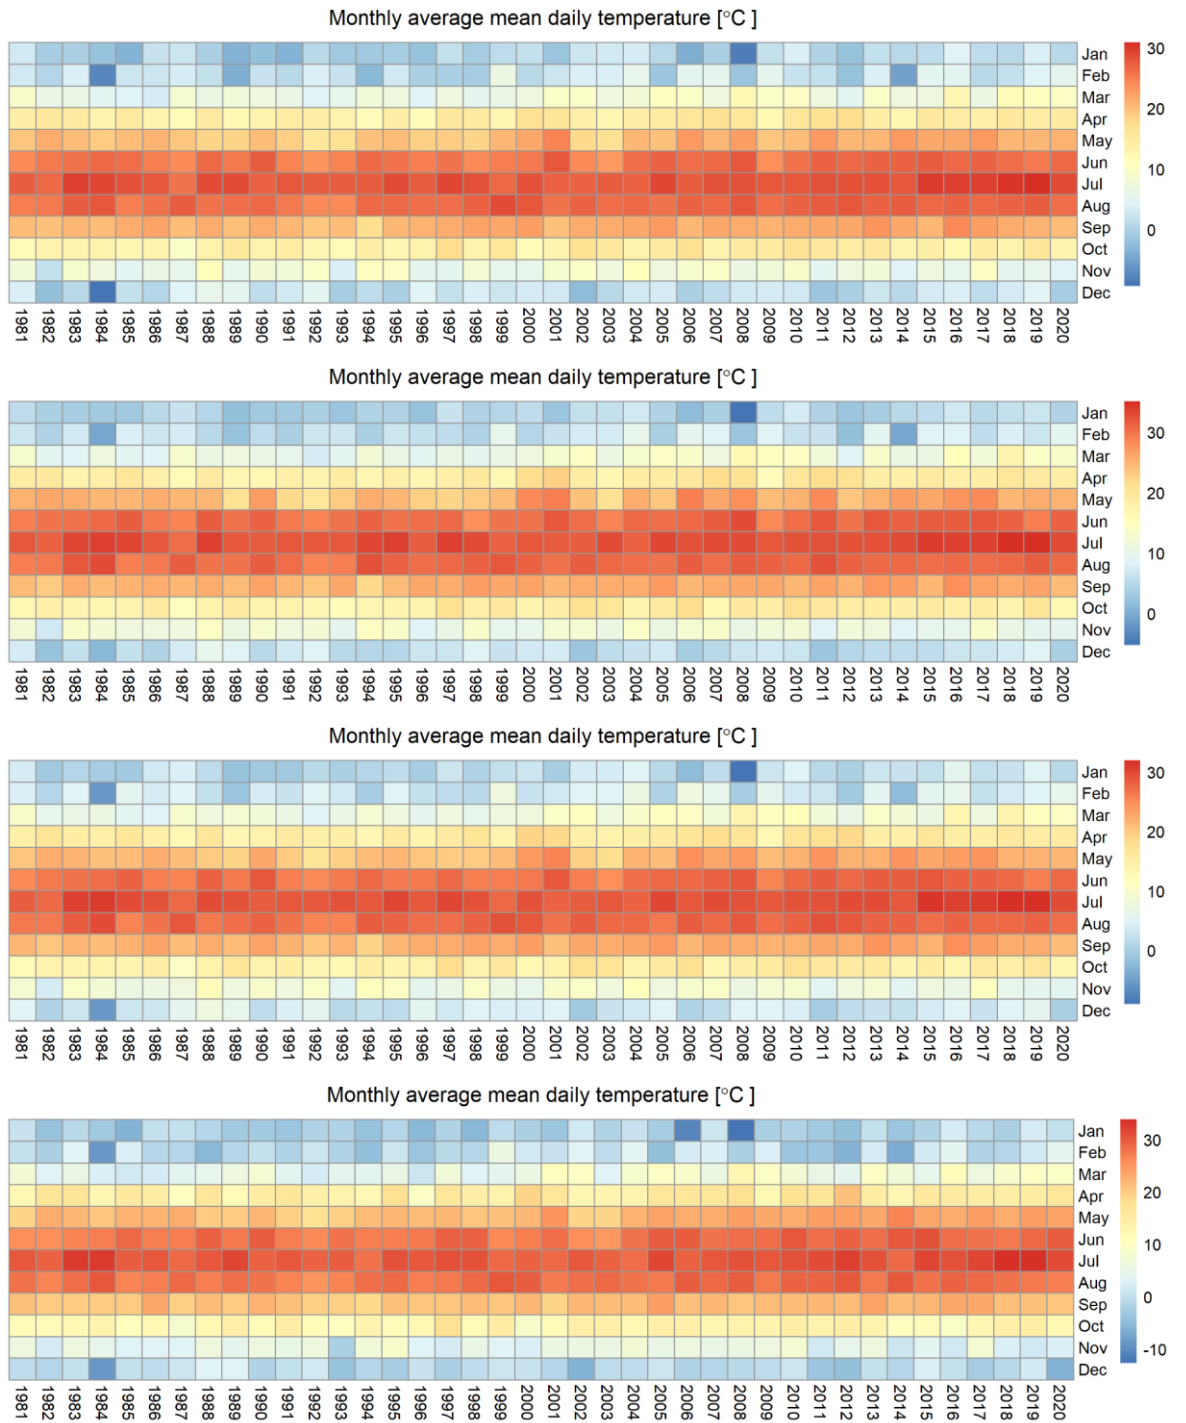 Monthly average mean daily temperature [°C ]
Jan
Feb
Mar
Apr
May
Jun
Jul
Aug
Sep
Oct
Nov
Dec
30
20
10
0
1981 1982 1983 1984 1985 1986 1987 1988 1989 1990 1991 1992 1993 1994 1995 1996 1997 1998 1999 2000 2001 2002 2003 2004 2005 2006 2007 2008 2009 2010 2011 2012 2013 2014 2015 2016 2017 2018 2019 2020
Monthly average mean daily temperature [°C ]
Jan
Feb
Mar
Apr
May
Jun
Jul
Aug
Sep
Oct
Nov
Dec
30
20
10
0
1981 1982 1983 1984 1985 1986 1987 1988 1989 1990 1991 1992 1993 1994 1995 1996 1997 1998 1999 2000 2001 2002 2003 2004 2005 2006 2007 2008 2009 2010 2011 2012 2013 2014 2015 2016 2017 2018 2019 2020
Monthly average mean daily temperature [°C ]
Jan
Feb
Mar
Apr
May
Jun
Jul
Aug
Sep
Oct
Nov
Dec
30
20
10
0
1981 1982 1983 1984 1985 1986 1987 1988 1989 1990 1991 1992 1993 1994 1995 1996 1997 1998 1999 2000 2001 2002 2003 2004 2005 2006 2007 2008 2009 2010 2011 2012 2013 2014 2015 2016 2017 2018 2019 2020
Monthly average mean daily temperature [°C ]
Jan
Feb
Mar
Apr
May
Jun
Jul
Aug
Sep
Oct
Nov
Dec
30
20
10
0
-10
1981 1982 1983 1984 1985 1986 1987 1988 1989 1990 1991 1992 1993 1994 1995 1996 1997 1998 1999 2000 2001 2002 2003 2004 2005 2006 2007 2008 2009 2010 2011 2012 2013 2014 2015 2016 2017 2018 2019 2020